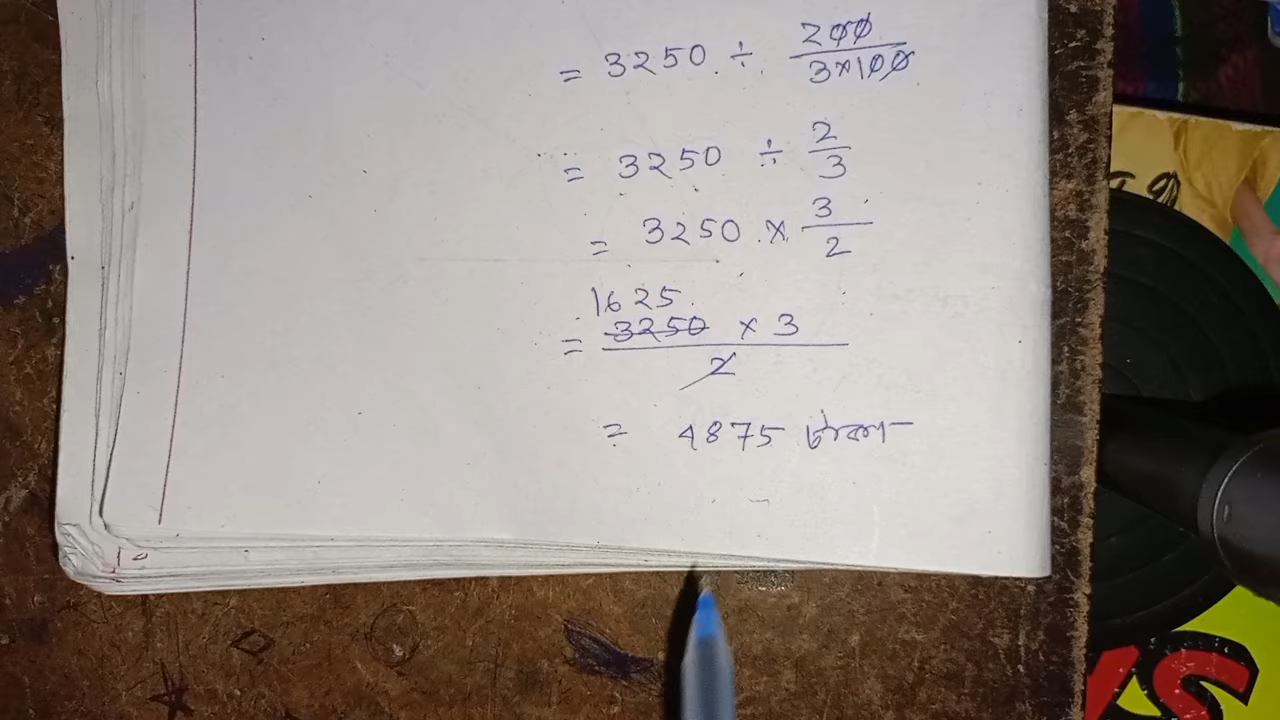 = 3250 ÷ 200/3×100
= 3250 ÷ 2/3
= 3250 × 3/2
1625
= 3250 × 3/2
= 4875 টাকা